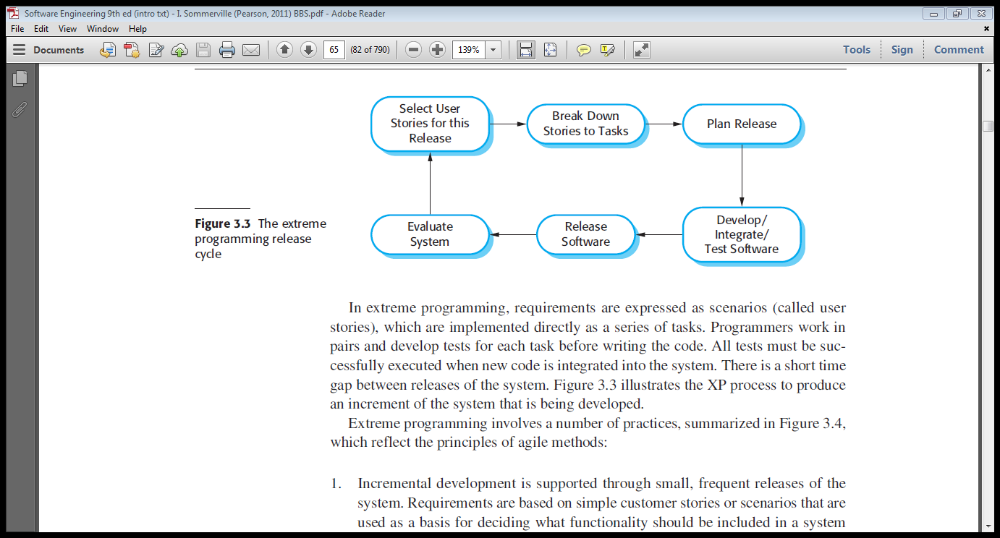 Software Engineering 9th ed (intro txt) - I. Sommerville (Pearson, 2011) BBS.pdf - Adobe Reader
File Edit View Window Help
Documents 65 (82 of 790) 139% Tools Sign Comment
Select User
Stories for this
Release
Break Down
Stories to Tasks
Plan Release
Develop/
Integrate/
Test Software
Release
Software
Evaluate
System
Figure 3.3 The extreme
programming release
cycle
In extreme programming, requirements are expressed as scenarios (called user
stories), which are implemented directly as a series of tasks. Programmers work in
pairs and develop tests for each task before writing the code. All tests must be suc-
cessfully executed when new code is integrated into the system. There is a short time
gap between releases of the system. Figure 3.3 illustrates the XP process to produce
an increment of the system that is being developed.
Extreme programming involves a number of practices, summarized in Figure 3.4,
which reflect the principles of agile methods:
1. Incremental development is supported through small, frequent releases of the
system. Requirements are based on simple customer stories or scenarios that are
used as a basis for deciding what functionality should be included in a system